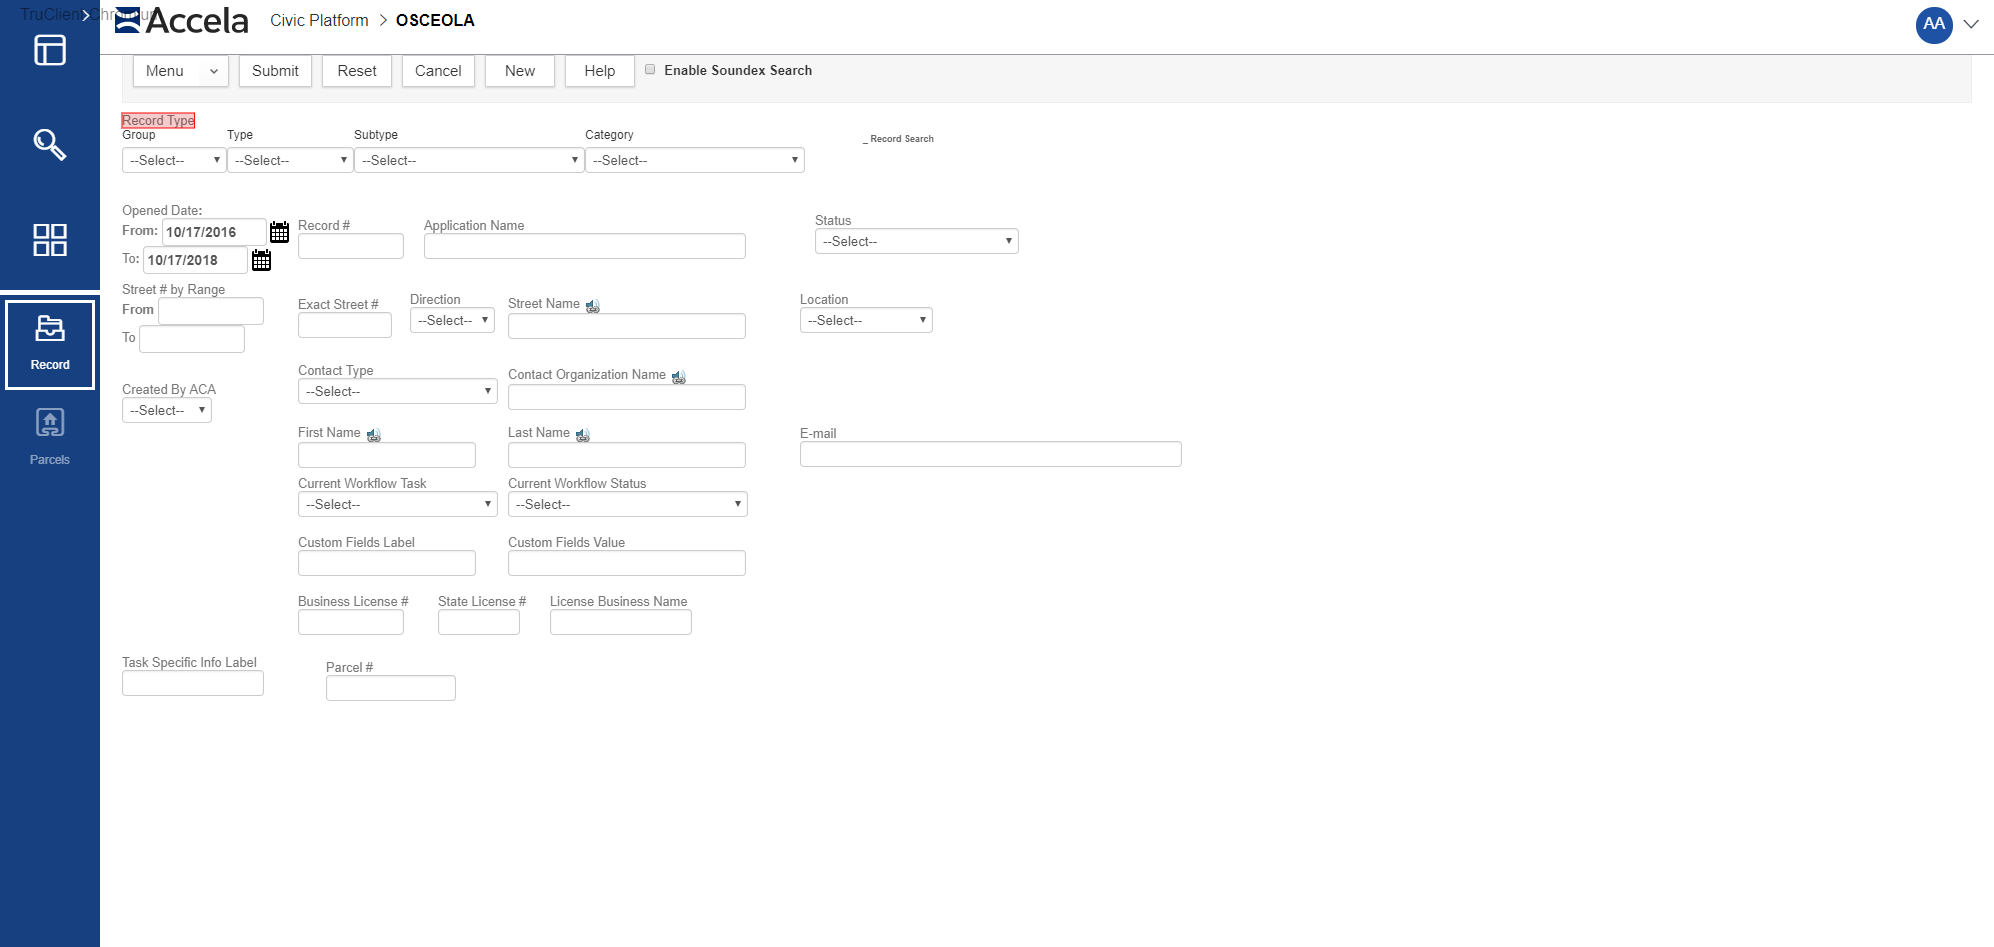 TruClient Chromium
Accela Civic Platform > OSCEOLA AA
Menu Submit Reset Cancel New Help Enable Soundex Search
Record Type
Group Type Subtype Category
_ Record Search
--Select-- --Select-- --Select-- --Select--
Opened Date:
From: 10/17/2016
To: 10/17/2018
Record # Application Name Status
--Select--
Street # by Range
From
To
Exact Street # Direction Street Name Location
--Select-- --Select--
Contact Type Contact Organization Name
--Select--
Created By ACA
--Select--
First Name Last Name E-mail
Current Workflow Task Current Workflow Status
--Select-- --Select--
Custom Fields Label Custom Fields Value
Business License # State License # License Business Name
Task Specific Info Label Parcel #
Record
Parcels